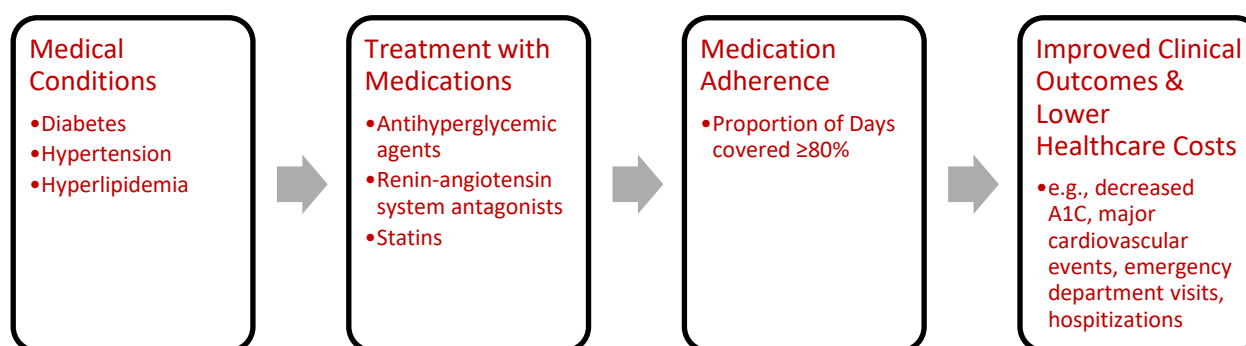 Medical
Conditions
•Diabetes
•Hypertension
•Hyperlipidemia
Treatment with
Medications
•Antihyperglycemic
agents
•Renin-angiotensin
system antagonists
•Statins
Medication
Adherence
•Proportion of Days
covered ≥80%
Improved Clinical
Outcomes &
Lower
Healthcare Costs
•e.g., decreased
A1C, major
cardiovascular
events, emergency
department visits,
hospitizations